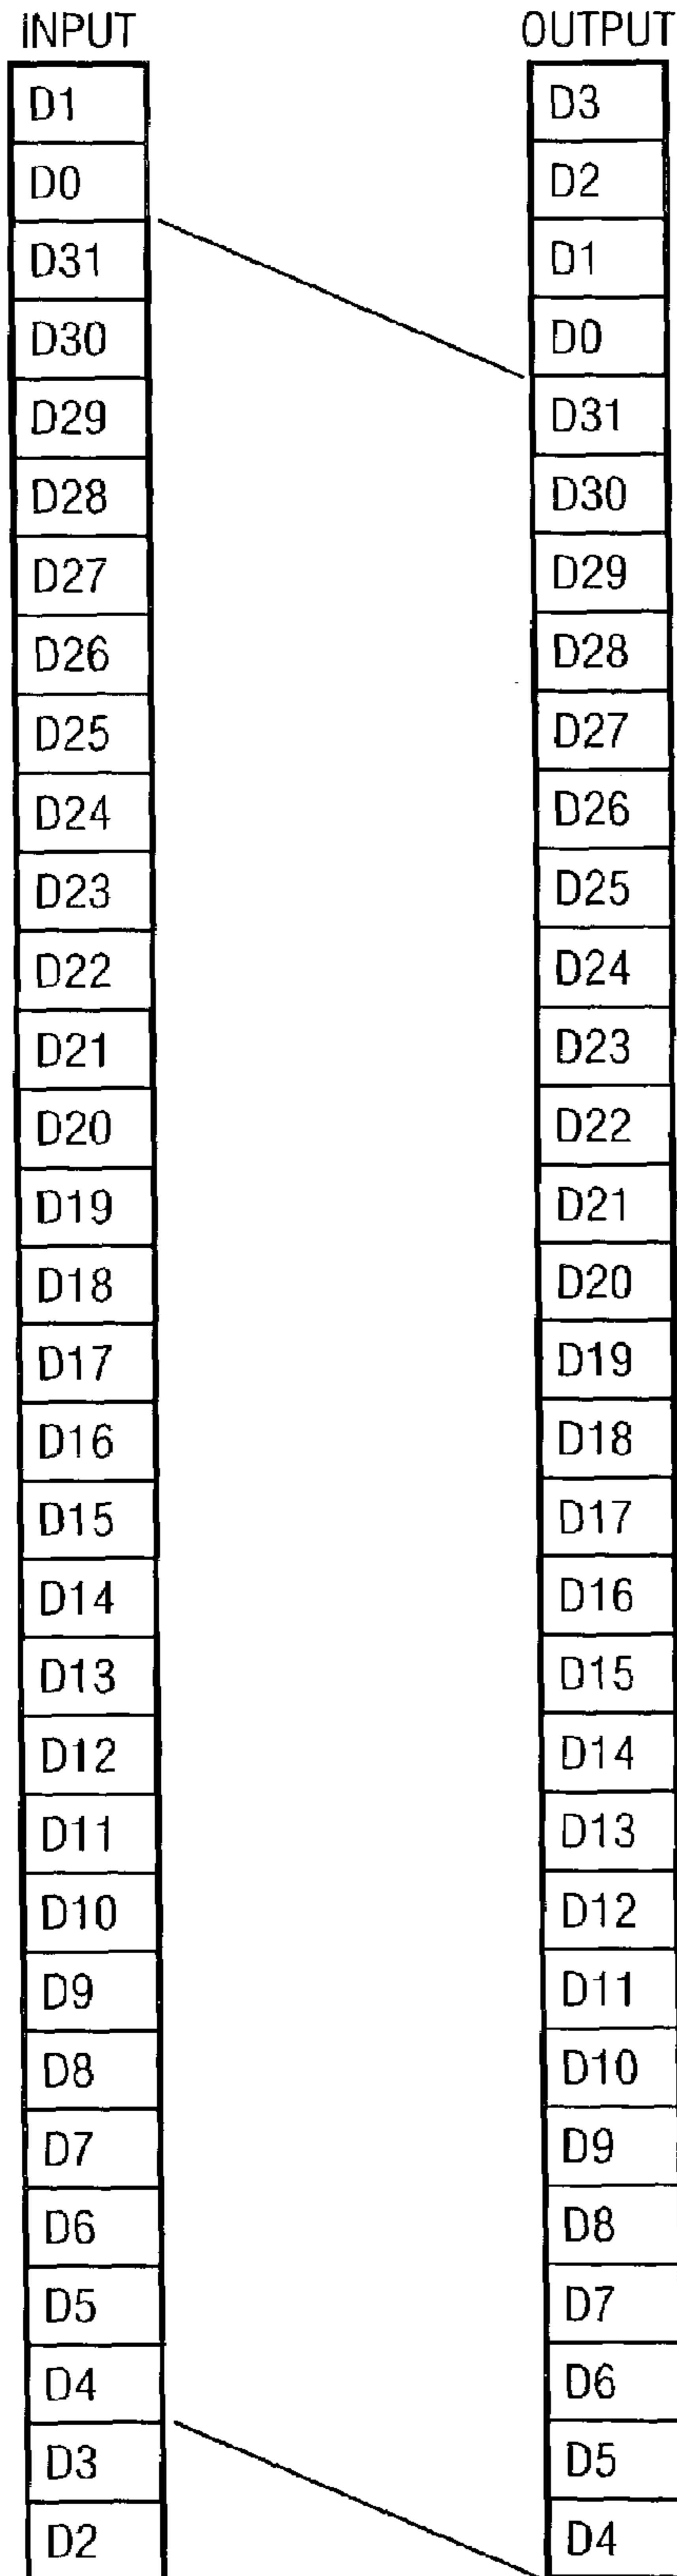 INPUT OUTPUT
D1 D3
D0 D2
D31 D1
D30 D0
D29 D31
D28 D30
D27 D29
D26 D28
D25 D27
D24 D26
D23 D25
D22 D24
D21 D23
D20 D22
D19 D21
D18 D20
D17 D19
D16 D18
D15 D17
D14 D16
D13 D15
D12 D14
D11 D13
D10 D12
D9 D11
D8 D10
D7 D9
D6 D8
D5 D7
D4 D6
D3 D5
D2 D4